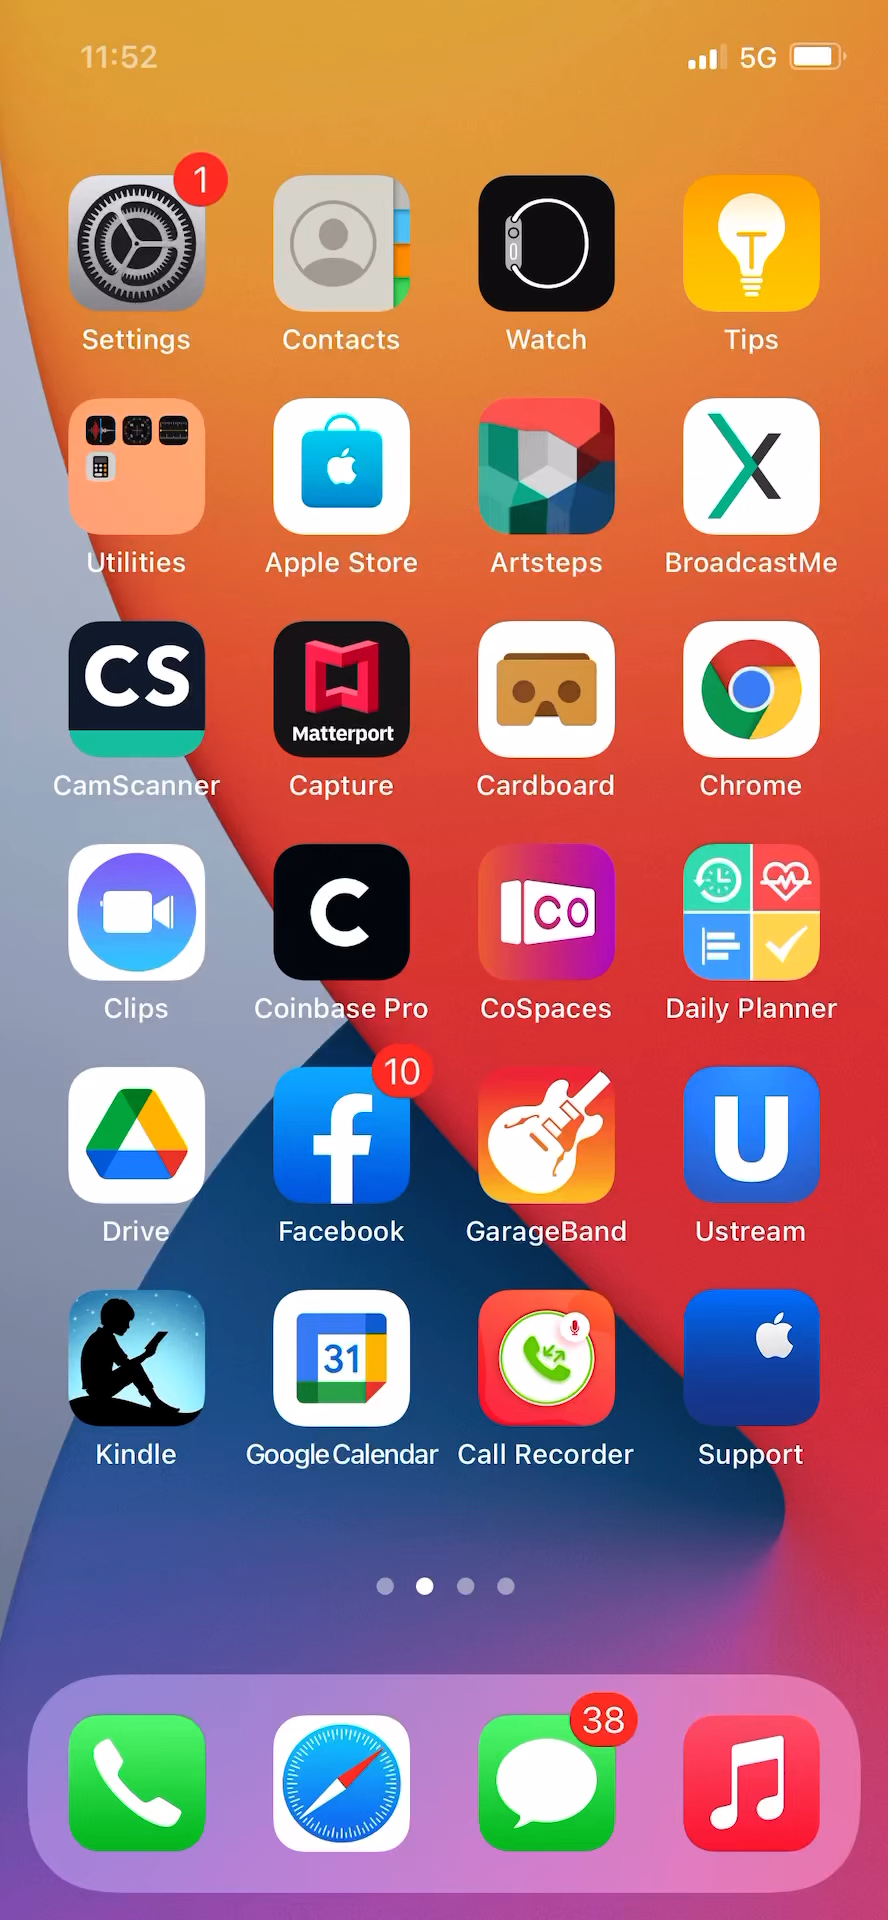 11:52 5G
1
Settings Contacts Watch Tips
Utilities Apple Store Artsteps BroadcastMe
CS Matterport
CamScanner Capture Cardboard Chrome
C CO
Clips Coinbase Pro CoSpaces Daily Planner
10
f U
Drive Facebook GarageBand Ustream
31
Kindle Google Calendar Call Recorder Support
38